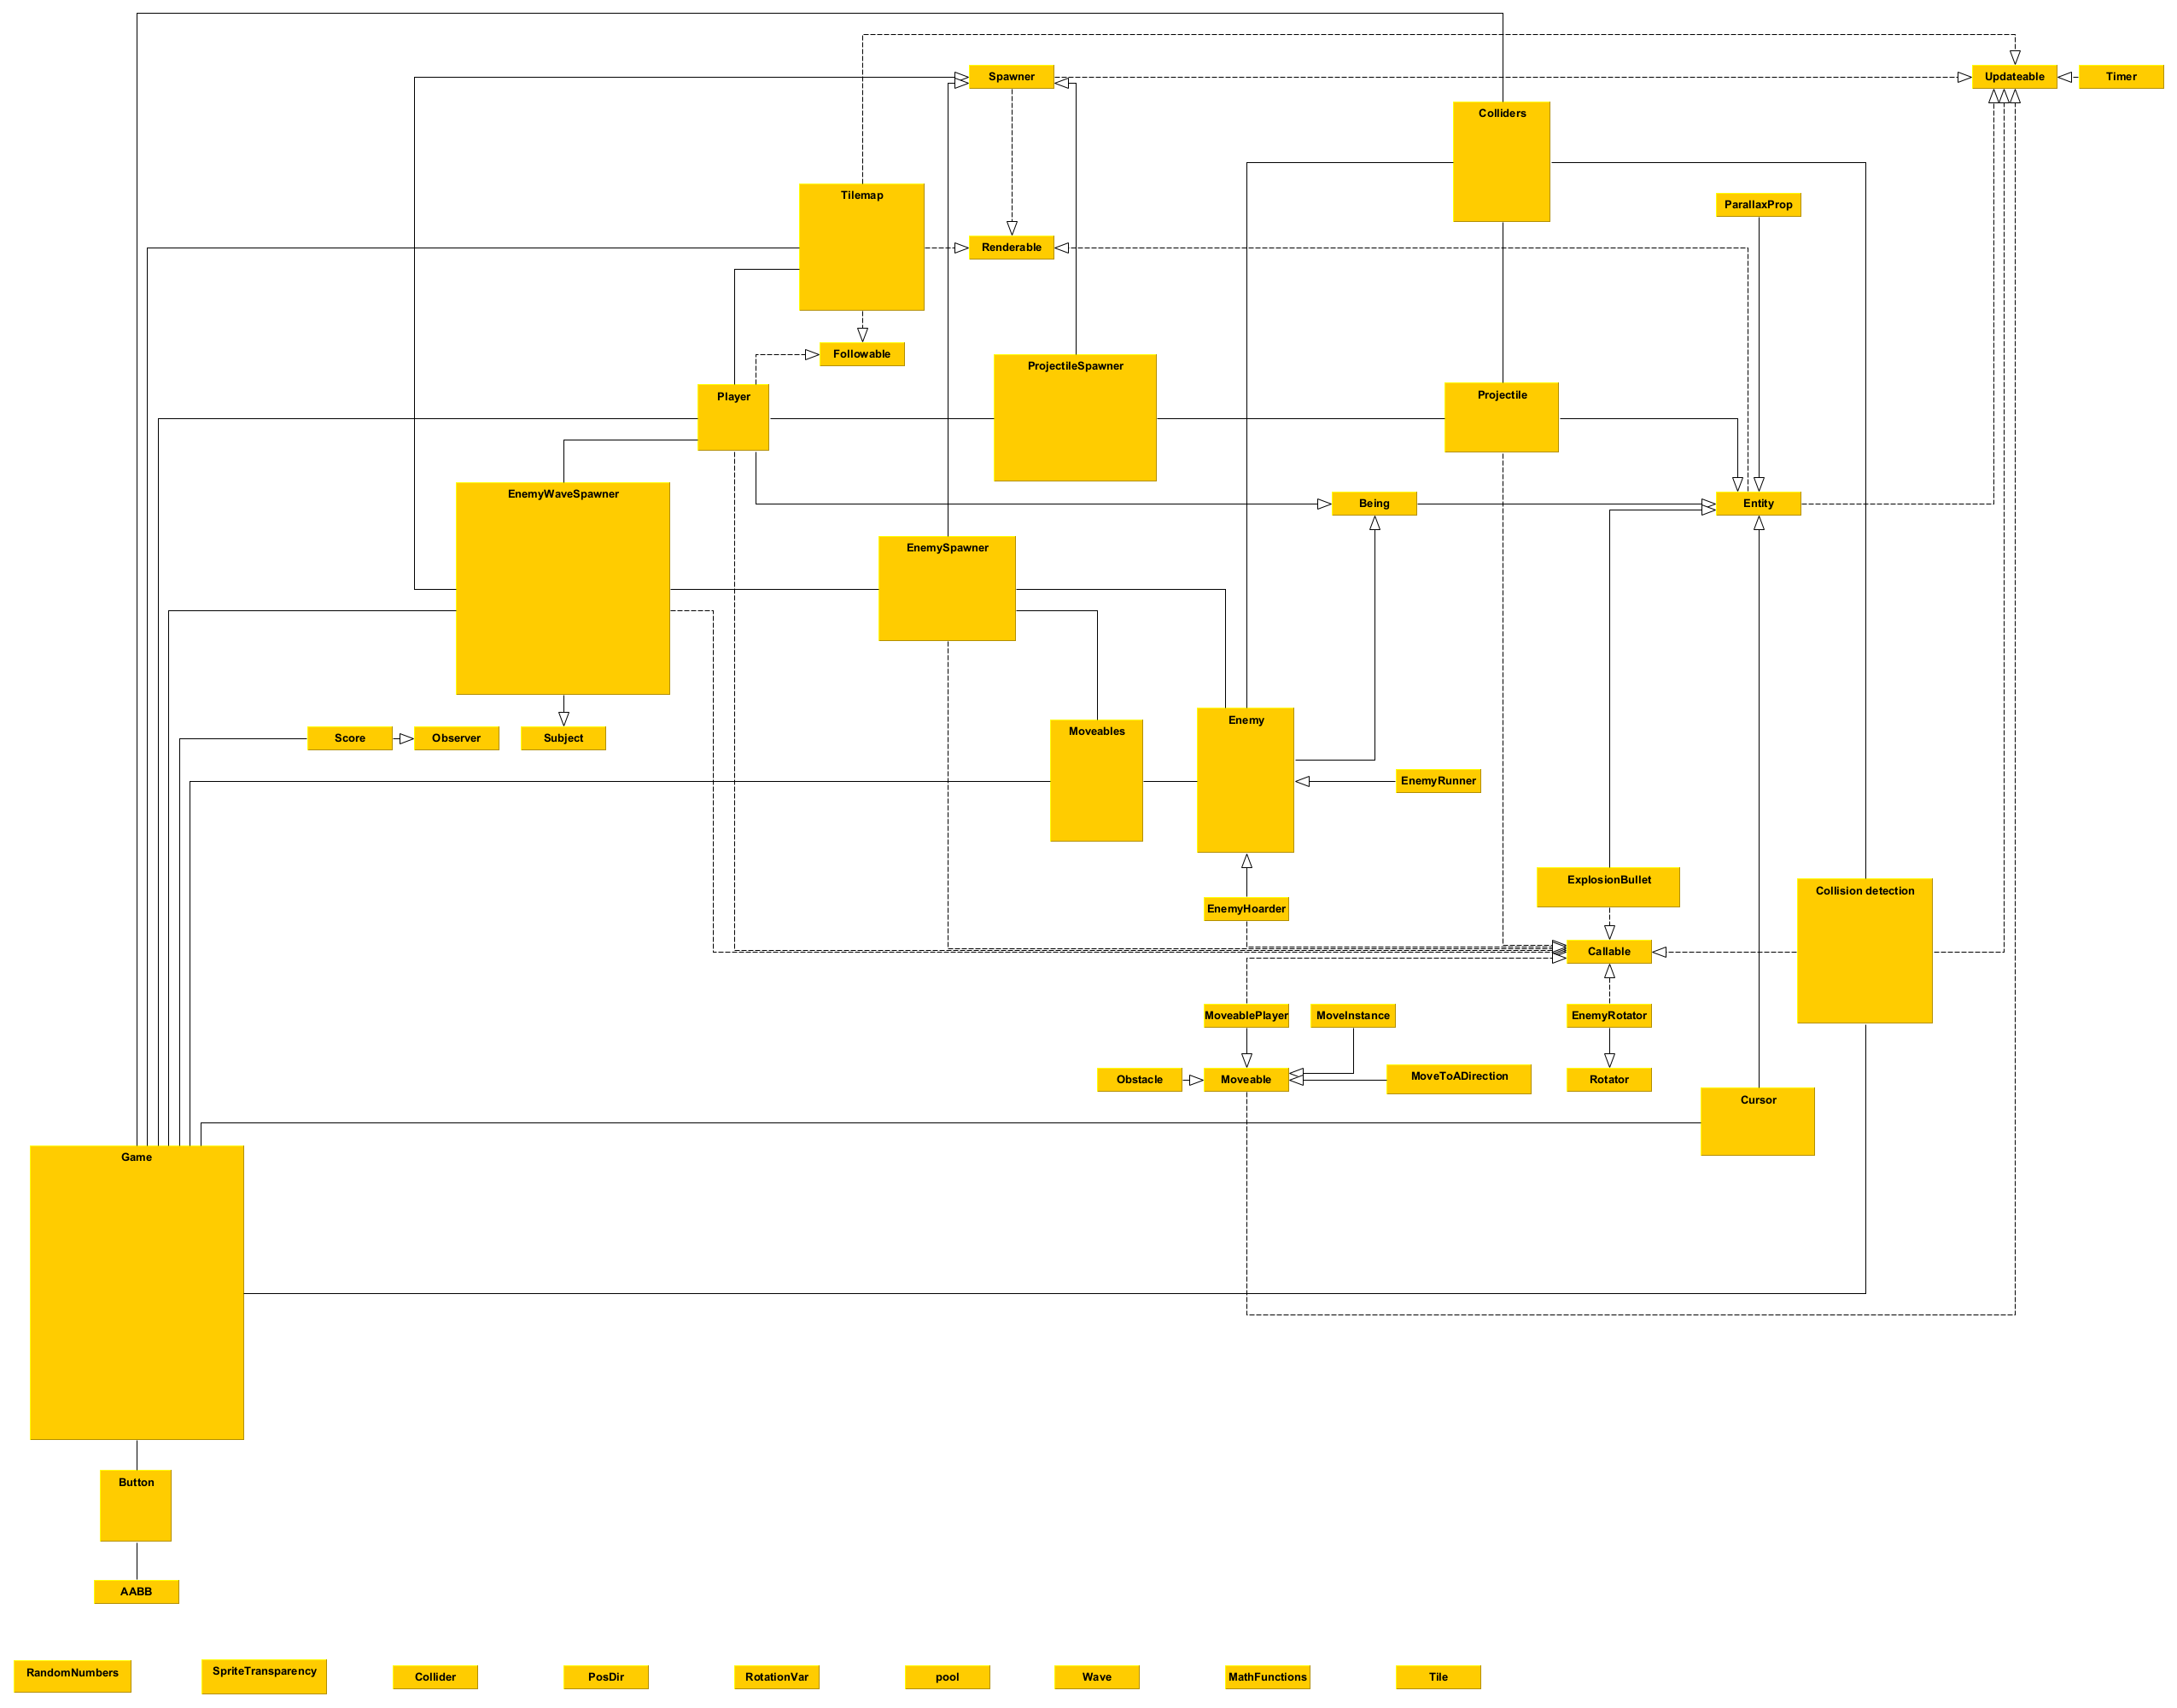 Spawner
Updateable
Timer
Colliders
Tilemap
ParallaxProp
Renderable
Followable
ProjectileSpawner
Player
Projectile
EnemyWaveSpawner
Being
Entity
EnemySpawner
Enemy
Moveables
Score
Observer
Subject
EnemyRunner
ExplosionBullet
Collision detection
EnemyHoarder
Callable
MoveablePlayer
MoveInstance
EnemyRotator
Obstacle
Moveable
MoveToADirection
Rotator
Cursor
Game
Button
AABB
RandomNumbers
SpriteTransparency
Collider
PosDir
RotationVar
pool
Wave
MathFunctions
Tile